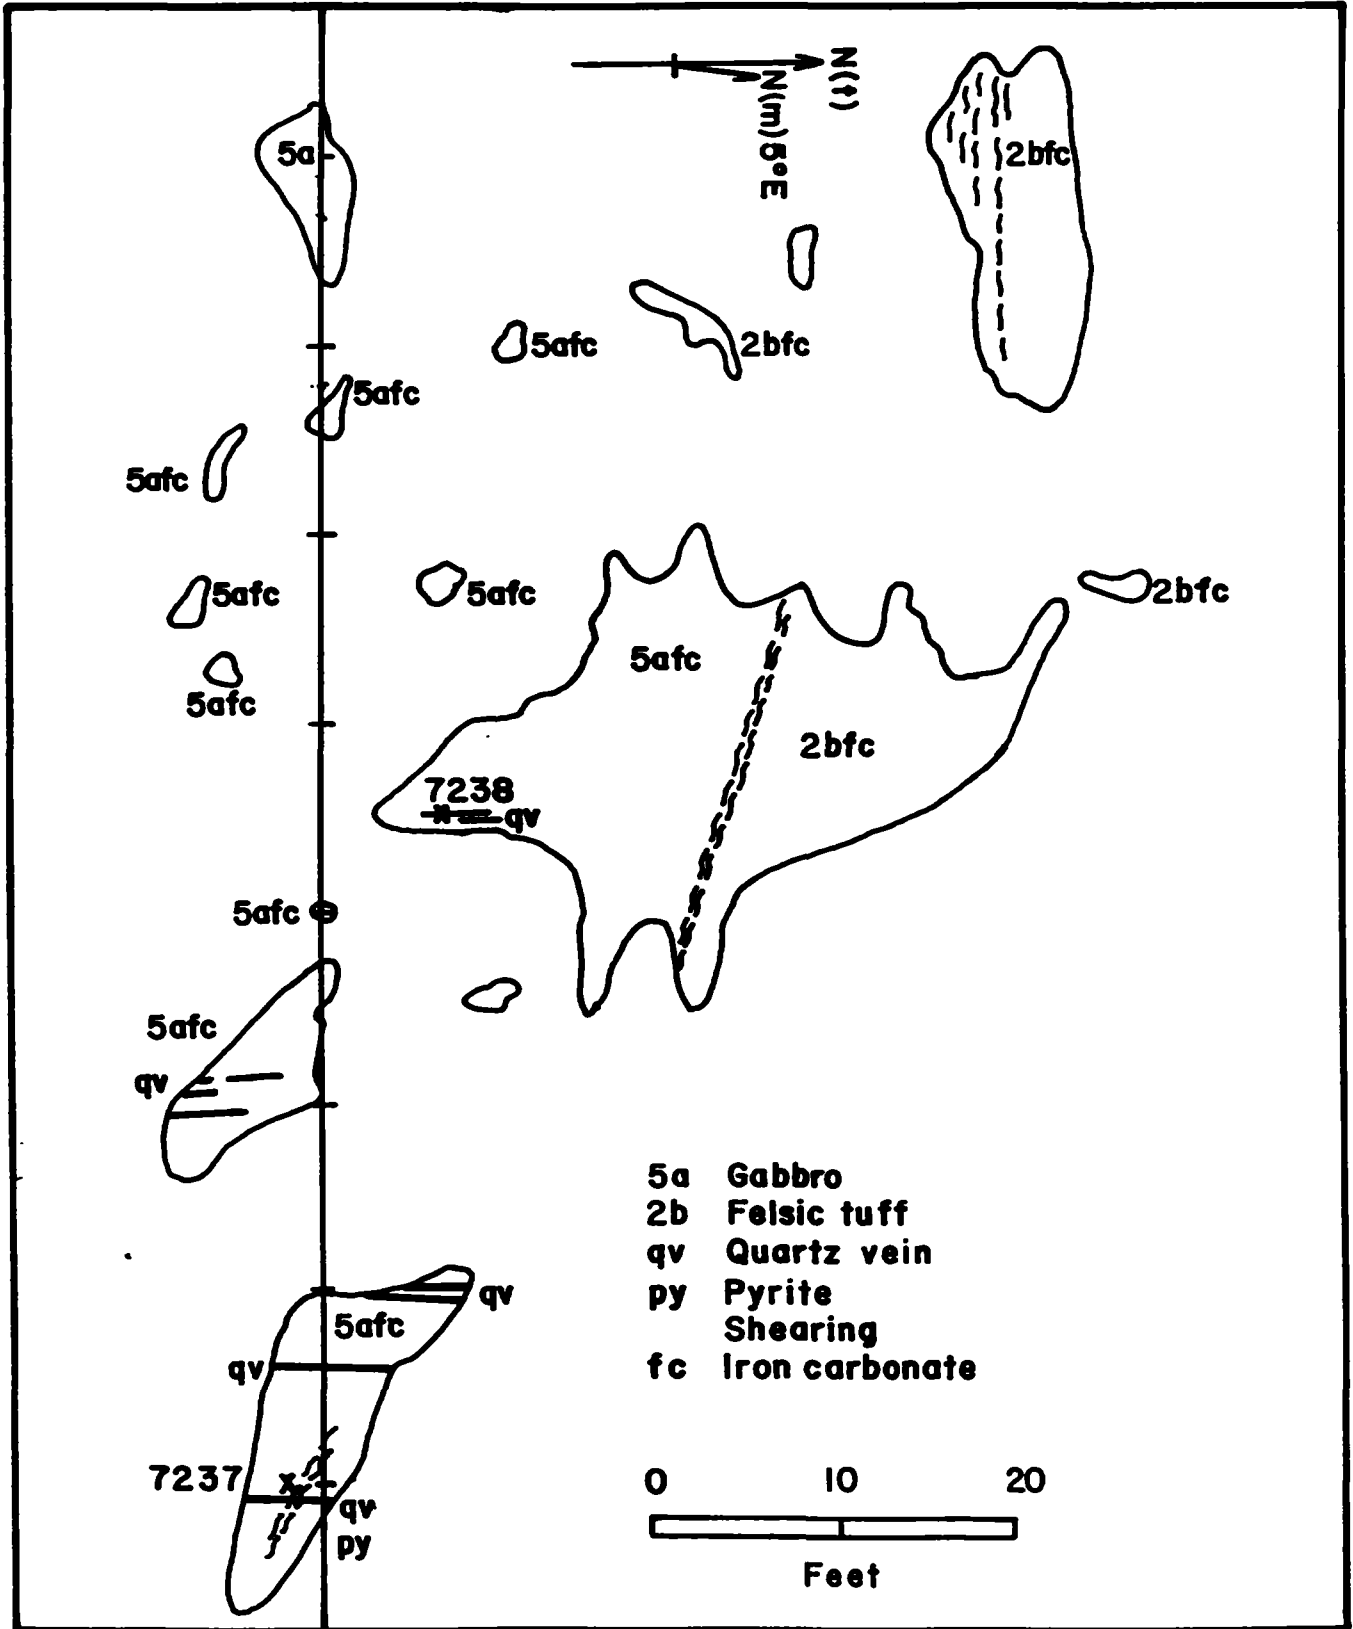 N(t)
N(m) 5°E
5a
2bfc
5afc
2bfc
5afc
5afc
5afc
5afc
2bfc
5afc
5afc
2bfc
7238
qv
5afc
5afc
qv
5a Gabbro
2b Felsic tuff
qv Quartz vein
py Pyrite
Shearing
fc Iron carbonate
qv
5afc
qv
7237
qv
py
0 10 20
Feet